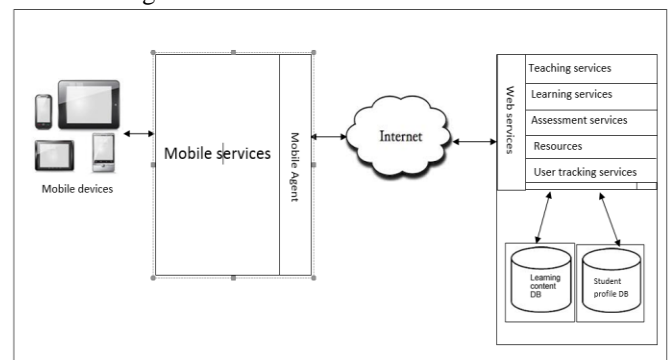 Mobile devices
Mobile services
Mobile Agent
Internet
Web services
Teaching services
Learning services
Assessment services
Resources
User tracking services
Learning
content
DB
Student
profile DB